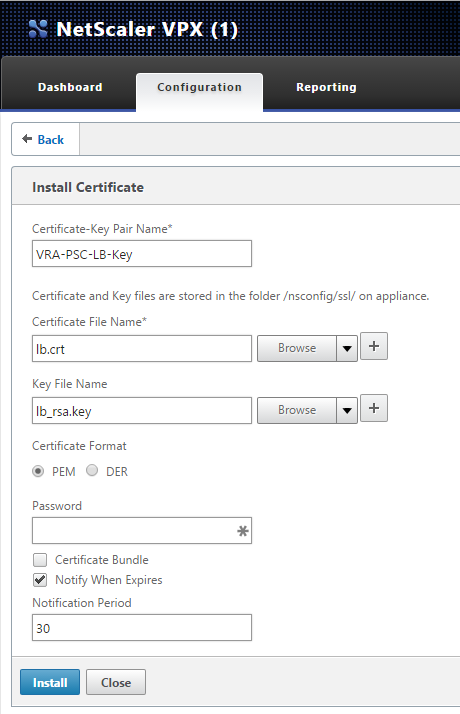 NetScaler VPX (1)
Dashboard Configuration Reporting
Back
Install Certificate
Certificate-Key Pair Name*
VRA-PSC-LB-Key
Certificate and Key files are stored in the folder /nsconfig/ssl/ on appliance.
Certificate File Name*
lb.crt Browse +
Key File Name
lb_rsa.key Browse +
Certificate Format
PEM DER
Password
Certificate Bundle
Notify When Expires
Notification Period
30
Install Close